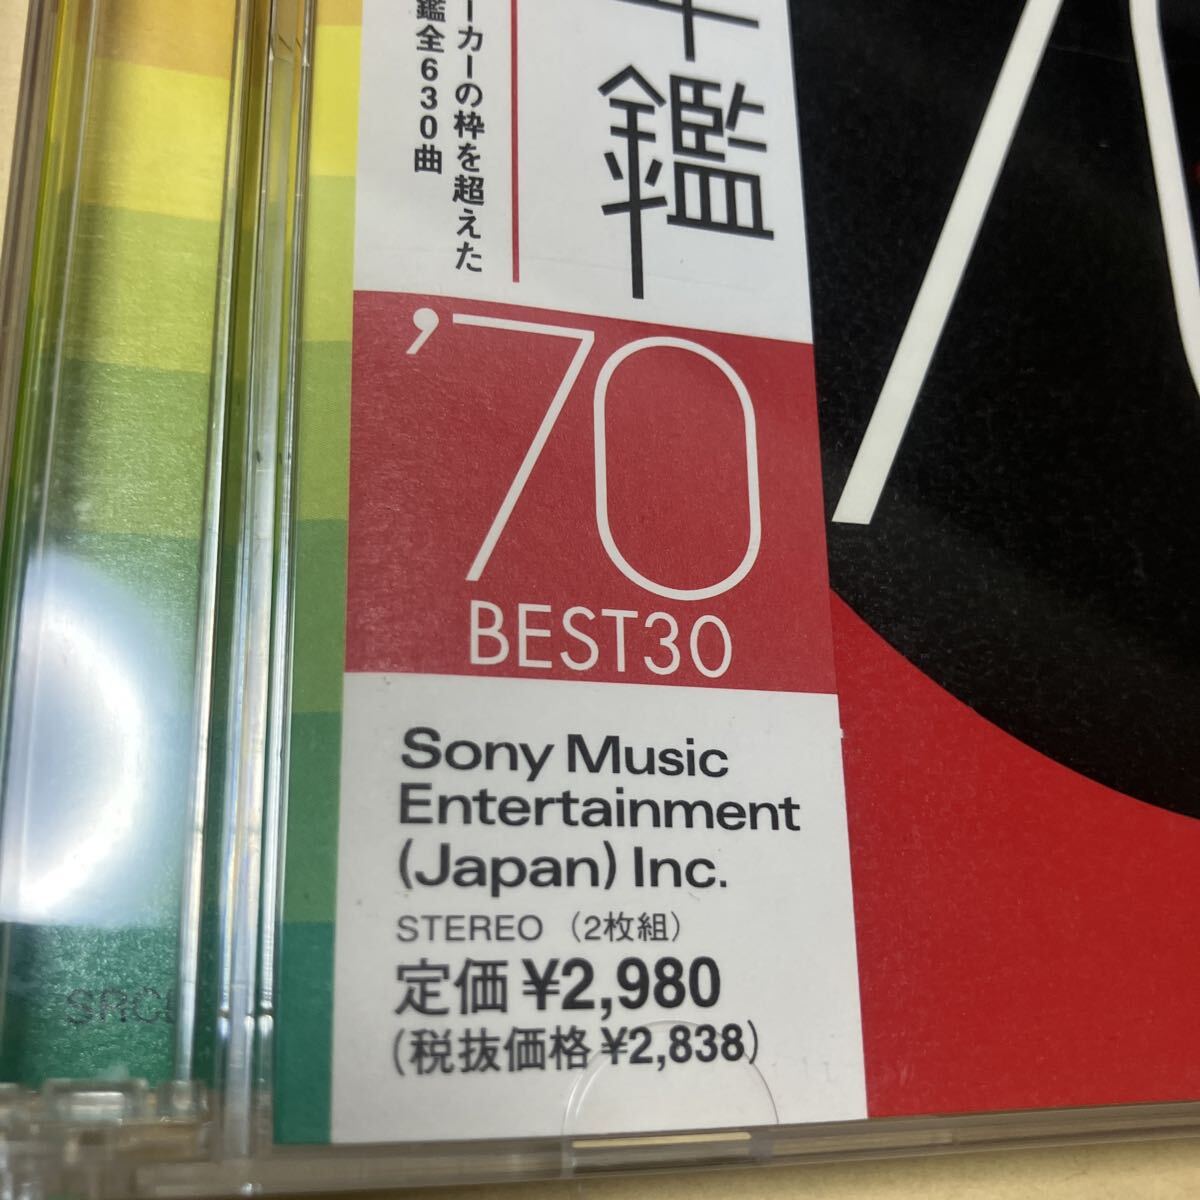 ーカーの枠を超えた
鑑全630曲
年鑑
'70
BEST30
Sony Music
Entertainment
(Japan) Inc.
STEREO （2枚組）
定価 ¥2,980
(税抜価格 ¥2,838)
SRC